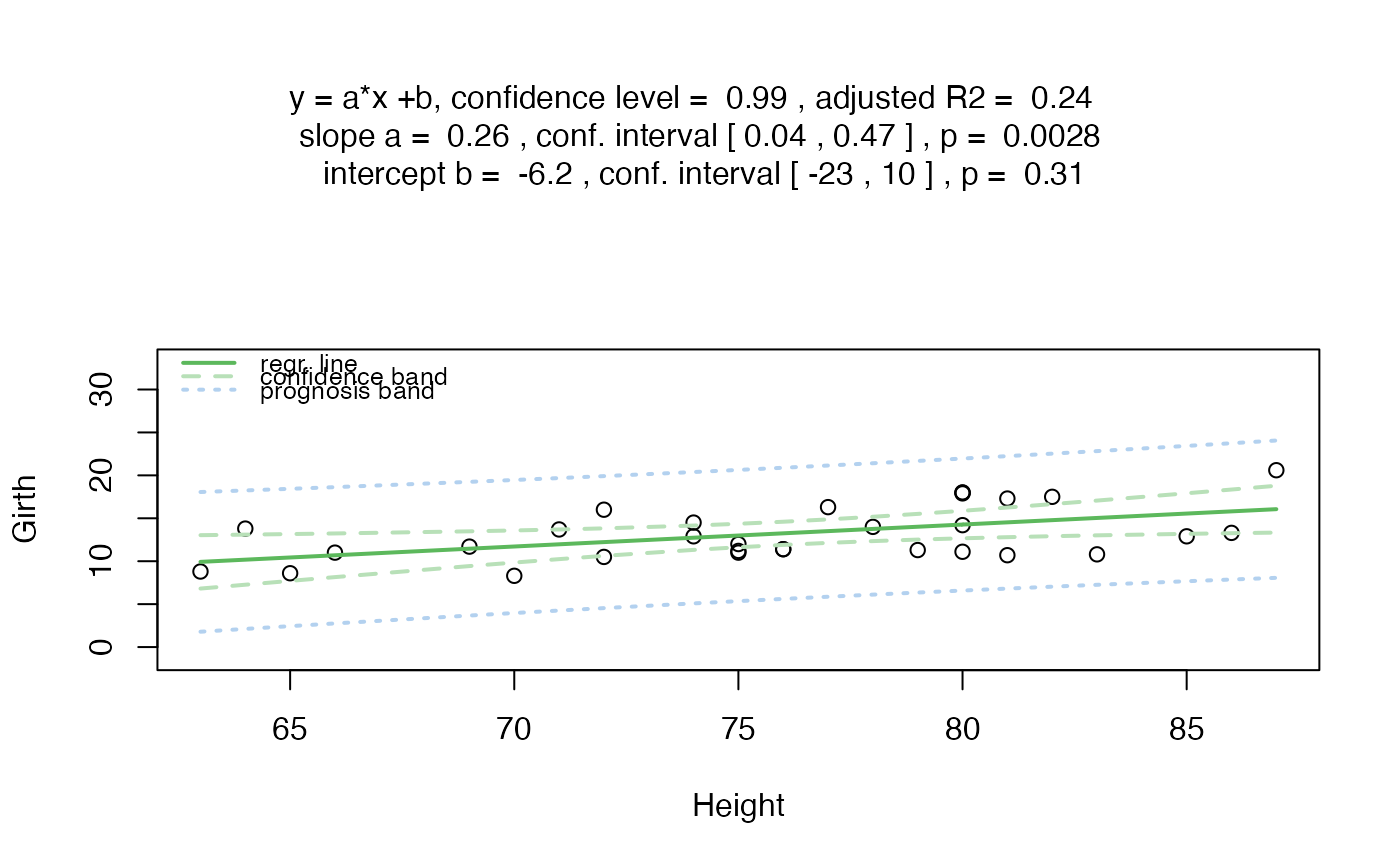 y = a*x +b, confidence level =  0.99 , adjusted R2 =  0.24
slope a =  0.26 , conf. interval [ 0.04 , 0.47 ] , p =  0.0028
intercept b =  -6.2 , conf. interval [ -23 , 10 ] , p =  0.31
regr. line
confidence band
prognosis band
30
20
10
0
Girth
65 70 75 80 85
Height